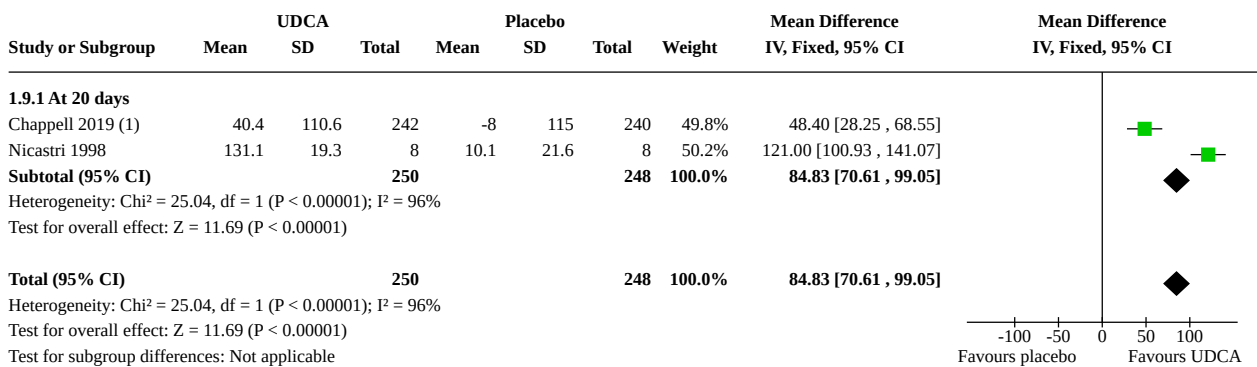 UDCA Placebo Mean Difference Mean Difference
Study or Subgroup Mean SD Total Mean SD Total Weight IV, Fixed, 95% CI IV, Fixed, 95% CI
1.9.1 At 20 days
Chappell 2019 (1) 40.4 110.6 242 -8 115 240 49.8% 48.40 [28.25 , 68.55]
Nicastri 1998 131.1 19.3 8 10.1 21.6 8 50.2% 121.00 [100.93 , 141.07]
Subtotal (95% CI) 250 248 100.0% 84.83 [70.61 , 99.05]
Heterogeneity: Chi² = 25.04, df = 1 (P < 0.00001); I² = 96%
Test for overall effect: Z = 11.69 (P < 0.00001)
Total (95% CI) 250 248 100.0% 84.83 [70.61 , 99.05]
Heterogeneity: Chi² = 25.04, df = 1 (P < 0.00001); I² = 96%
Test for overall effect: Z = 11.69 (P < 0.00001)
-100 -50 0 50 100
Test for subgroup differences: Not applicable Favours placebo Favours UDCA